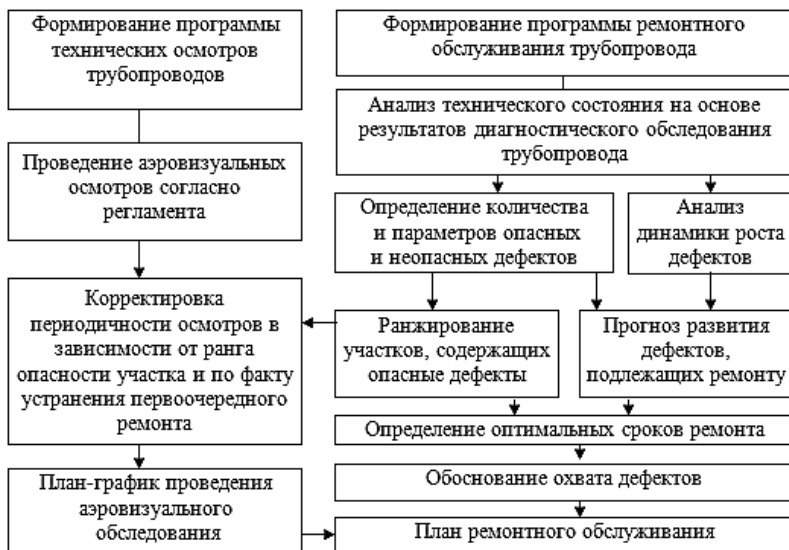 Формирование программы
технических осмотров
трубопроводов
Проведение аэровизуальных
осмотров согласно
регламента
Корректировка
периодичности осмотров в
зависимости от ранга
опасности участка и по факту
устранения первоочередного
ремонта
План-график проведения
аэровизуального
обследования
Формирование программы ремонтного
обслуживания трубопровода
Анализ технического состояния на основе
результатов диагностического обследования
трубопровода
Определение количества
и параметров опасных
и неопасных дефектов
Анализ
динамики роста
дефектов
Ранжирование
участков, содержащих
опасные дефекты
Прогноз развития
дефектов,
подлежащих ремонту
Определение оптимальных сроков ремонта
Обоснование охвата дефектов
План ремонтного обслуживания